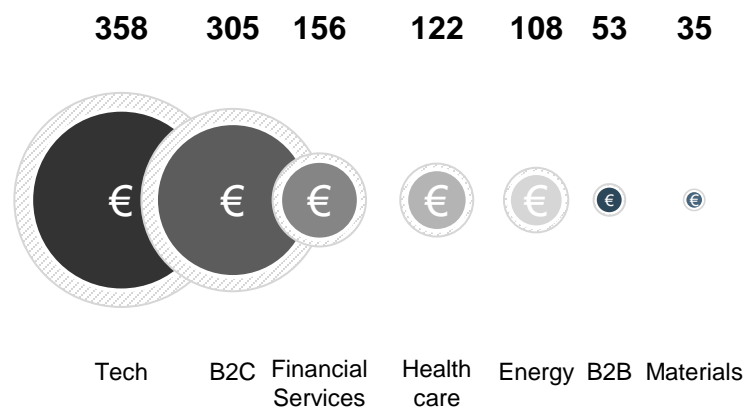 358 305 156 122 108 53 35
€ € € € € € €
Tech B2C Financial Services Health care Energy B2B Materials